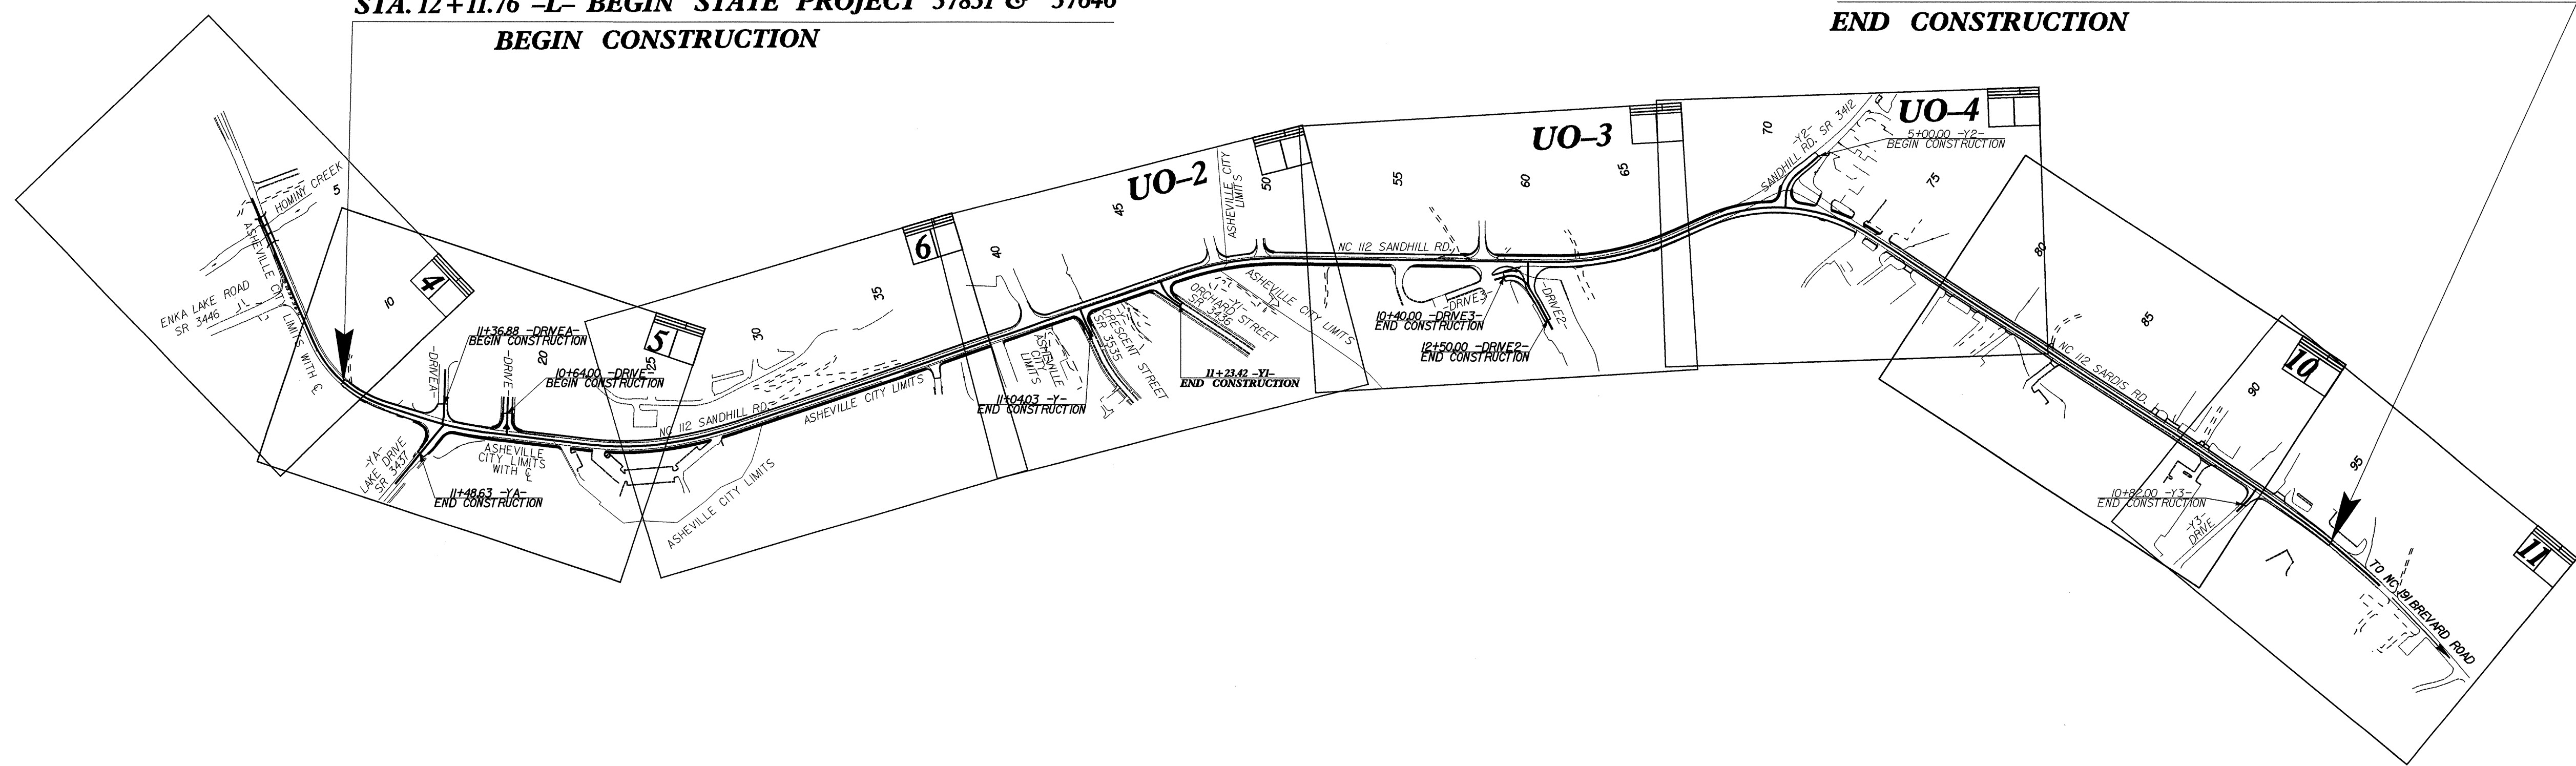 STA. 12+11.76 –L– BEGIN STATE PROJECT 37831 & 37646
BEGIN CONSTRUCTION
END CONSTRUCTION
HOMINY CREEK
5
ASHEVILLE CITY LIMITS WITH ℄
ENKA LAKE ROAD
SR 3446
4
10
-DRIVEA-
11+36.88 -DRIVEA-
BEGIN CONSTRUCTION
-DRIVE-
20
10+64.00 -DRIVE-
BEGIN CONSTRUCTION
-YA-
LAKE DRIVE
SR 3437
11+48.63 -YA-
END CONSTRUCTION
ASHEVILLE
CITY LIMITS
WITH ℄
5
25
30
NC 112 SANDHILL RD.
ASHEVILLE CITY LIMITS
ASHEVILLE CITY LIMITS
35
6
40
ASHEVILLE
CITY
LIMITS
11+04.03 -Y-
END CONSTRUCTION
CRESCENT STREET
SR 3535
45
UO–2
-Y1-
ORCHARD STREET
SR 3436
11+23.42 -Y1-
END CONSTRUCTION
ASHEVILLE CITY
LIMITS
50
ASHEVILLE CITY LIMITS
55
NC 112 SANDHILL RD.
UO–3
60
65
-DRIVE3-
10+40.00 -DRIVE3-
END CONSTRUCTION
-DRIVE2-
12+50.00 -DRIVE2-
END CONSTRUCTION
70
-Y2-
SANDHILL RD. SR 3412
UO–4
5+00.00 -Y2-
BEGIN CONSTRUCTION
75
80
85
NC 112 SARDIS RD.
10
90
10+82.00 -Y3-
END CONSTRUCTION
-Y3-
DRIVE
95
11
TO NC 191 BREVARD ROAD